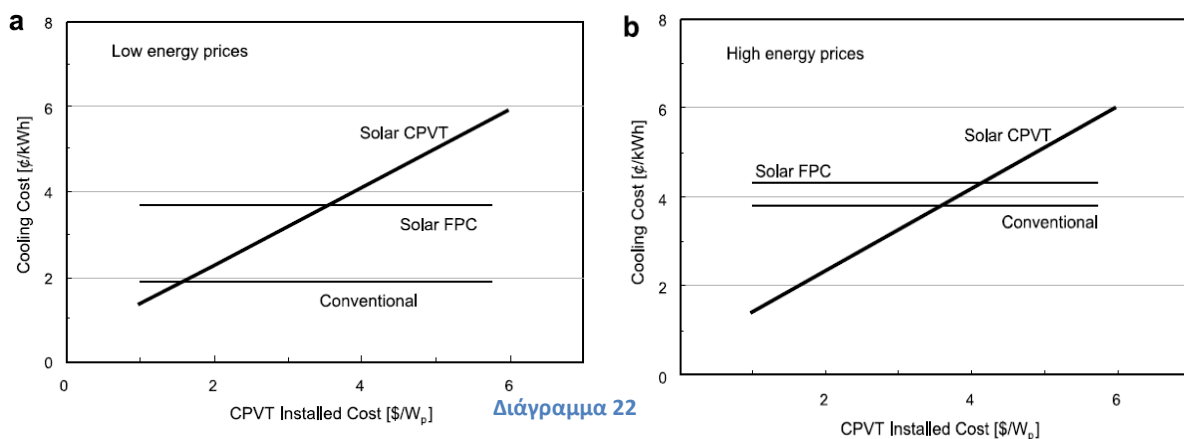 a
Low energy prices
8
6
4
2
0
Cooling Cost [¢/kWh]
Solar CPVT
Solar FPC
Conventional
0 2 4 6
CPVT Installed Cost [$/Wp]
Διάγραμμα 22
b
High energy prices
8
6
4
2
0
Cooling Cost [¢/kWh]
Solar CPVT
Solar FPC
Conventional
2 4 6
CPVT Installed Cost [$/Wp]